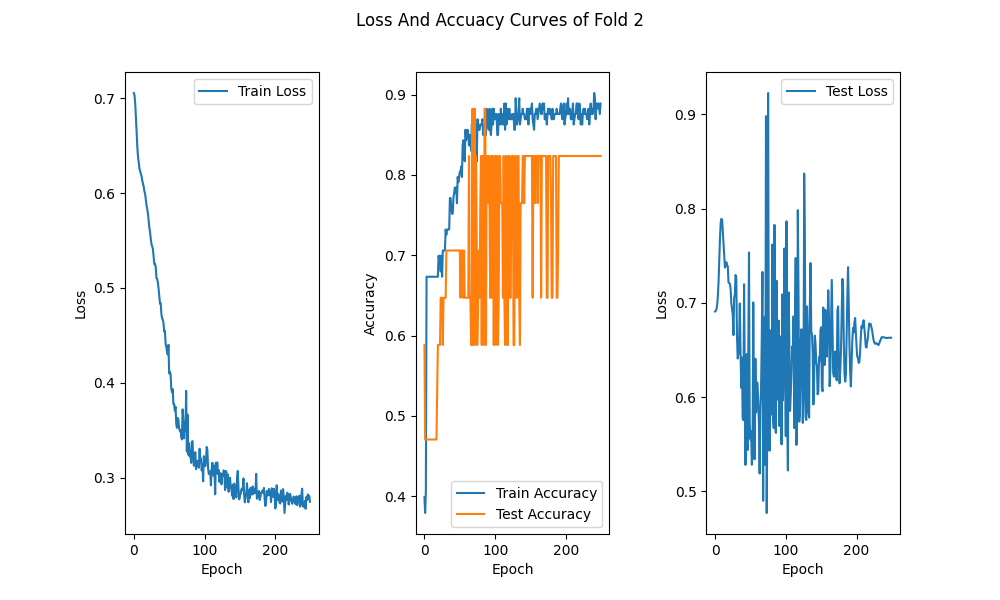 Loss And Accuacy Curves of Fold 2
Train Loss
0.7
0.6
0.5
0.4
0.3
Loss
0 100 200
Epoch
0.9
0.8
0.7
0.6
0.5
0.4
Accuracy
Train Accuracy
Test Accuracy
0 100 200
Epoch
Test Loss
0.9
0.8
0.7
0.6
0.5
Loss
0 100 200
Epoch